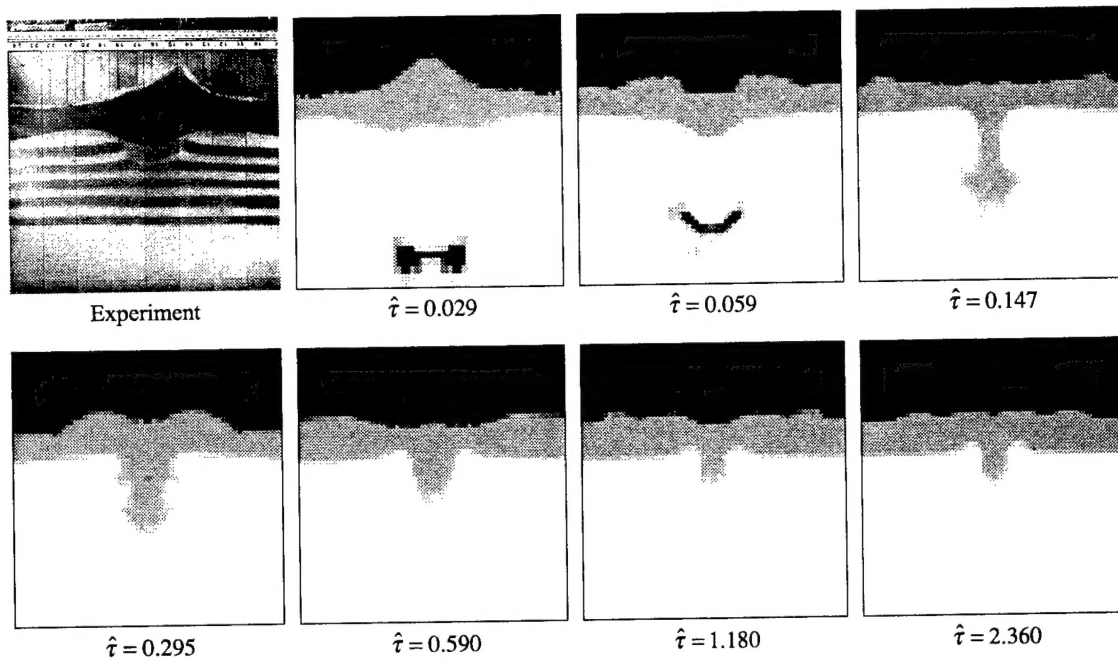 Experiment
τ̂ = 0.029
τ̂ = 0.059
τ̂ = 0.147
τ̂ = 0.295
τ̂ = 0.590
τ̂ = 1.180
τ̂ = 2.360